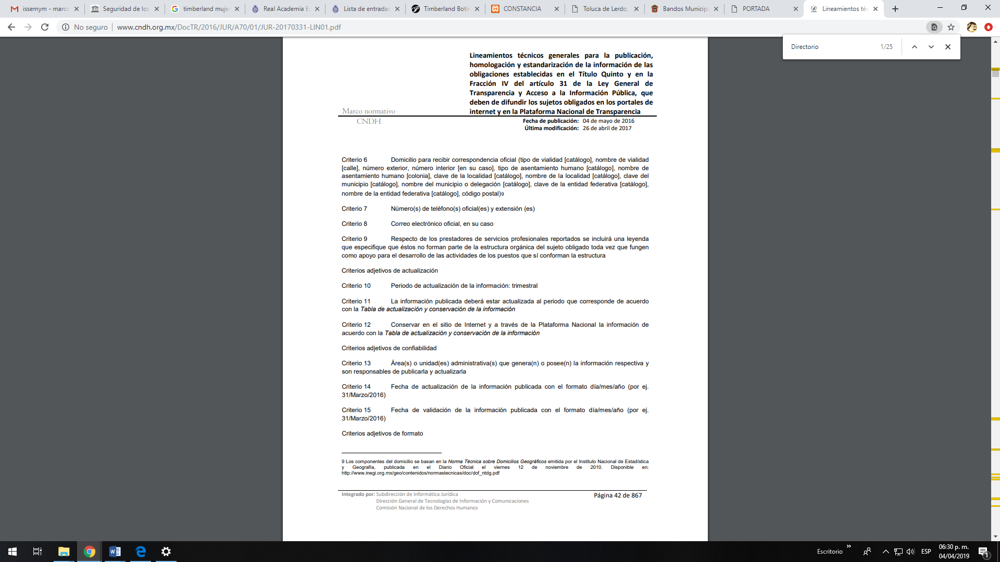 issemym - marco
Seguridad de los
timberland muje
Real Academia E
Lista de entradas
Timberland Botín
CONSTANCIA
Toluca de Lerdo,
Bandos Municipa
PORTADA
Lineamientos téc
No seguro
www.cndh.org.mx/DocTR/2016/JUR/A70/01/JUR-20170331-LIN01.pdf
Directorio
1/25
Lineamientos técnicos generales para la publicación,
homologación y estandarización de la información de las
obligaciones establecidas en el Título Quinto y en la
Fracción IV del artículo 31 de la Ley General de
Transparencia y Acceso a la Información Pública, que
deben de difundir los sujetos obligados en los portales de
internet y en la Plataforma Nacional de Transparencia
Marco normativo
CNDH
Fecha de publicación: 04 de mayo de 2016
Última modificación: 26 de abril de 2017
Criterio 6 Domicilio para recibir correspondencia oficial (tipo de vialidad [catálogo], nombre de vialidad
[calle], número exterior, número interior [en su caso], tipo de asentamiento humano [catálogo], nombre de
asentamiento humano [colonia], clave de la localidad [catálogo], nombre de la localidad [catálogo], clave del
municipio [catálogo], nombre del municipio o delegación [catálogo], clave de la entidad federativa [catálogo],
nombre de la entidad federativa [catálogo], código postal)9
Criterio 7 Número(s) de teléfono(s) oficial(es) y extensión (es)
Criterio 8 Correo electrónico oficial, en su caso
Criterio 9 Respecto de los prestadores de servicios profesionales reportados se incluirá una leyenda
que especifique que éstos no forman parte de la estructura orgánica del sujeto obligado toda vez que fungen
como apoyo para el desarrollo de las actividades de los puestos que sí conforman la estructura
Criterios adjetivos de actualización
Criterio 10 Periodo de actualización de la información: trimestral
Criterio 11 La información publicada deberá estar actualizada al periodo que corresponde de acuerdo
con la Tabla de actualización y conservación de la información
Criterio 12 Conservar en el sitio de Internet y a través de la Plataforma Nacional la información de
acuerdo con la Tabla de actualización y conservación de la información
Criterios adjetivos de confiabilidad
Criterio 13 Área(s) o unidad(es) administrativa(s) que genera(n) o posee(n) la información respectiva y
son responsables de publicarla y actualizarla
Criterio 14 Fecha de actualización de la información publicada con el formato día/mes/año (por ej.
31/Marzo/2016)
Criterio 15 Fecha de validación de la información publicada con el formato día/mes/año (por ej.
31/Marzo/2016)
Criterios adjetivos de formato
9 Los componentes del domicilio se basan en la Norma Técnica sobre Domicilios Geográficos emitida por el Instituto Nacional de Estadística
y Geografía, publicada en el Diario Oficial el viernes 12 de noviembre de 2010. Disponible en:
http://www.inegi.org.mx/geo/contenidos/normastecnicas/doc/dof_ntdg.pdf
Integrado por: Subdirección de Informática Jurídica
Página 42 de 867
Dirección General de Tecnologías de Información y Comunicaciones
Comisión Nacional de los Derechos Humanos
Escritorio
ESP
06:30 p. m.
04/04/2019
1